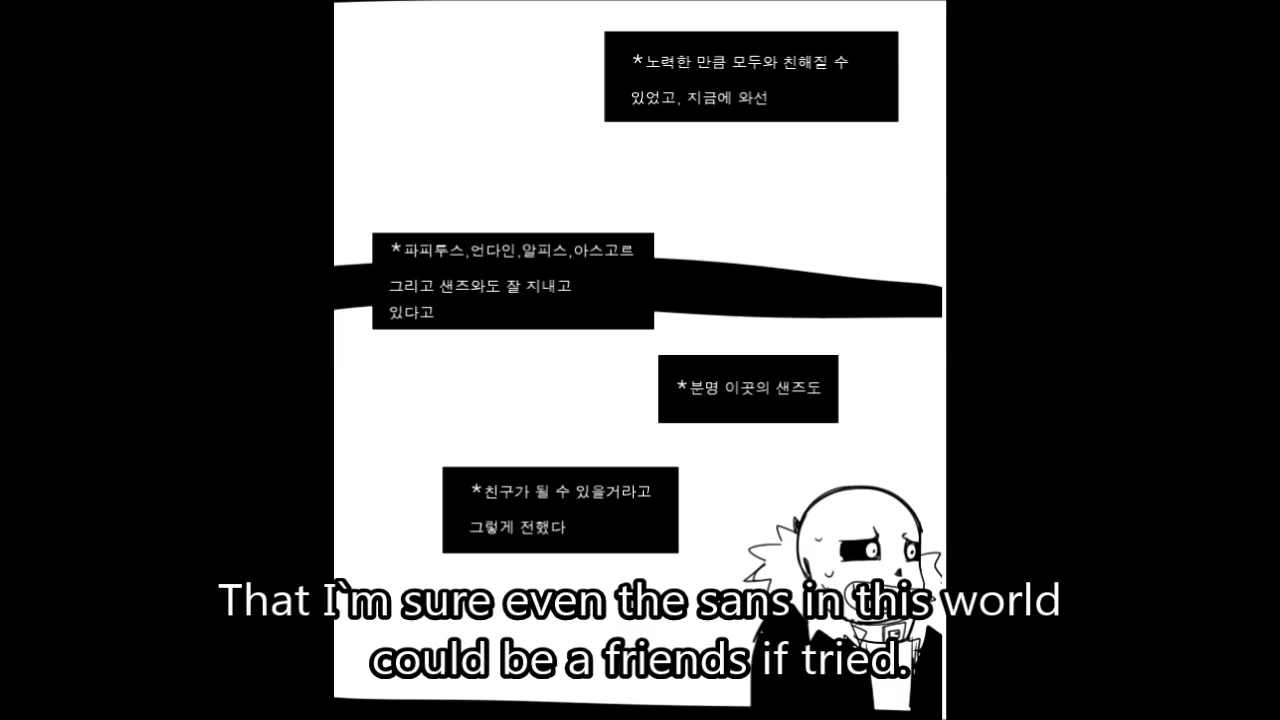 *노력한 만큼 모두와 친해질 수
있었고, 지금에 와선
*파피투스,언다인,알피스,아스고르
그리고 샌즈와도 잘 지내고
있다고
*분명 이곳의 샌즈도
*친구가 될 수 있을거라고
그렇게 전했다
That I`m sure even the sans in this world
could be a friends if tried.